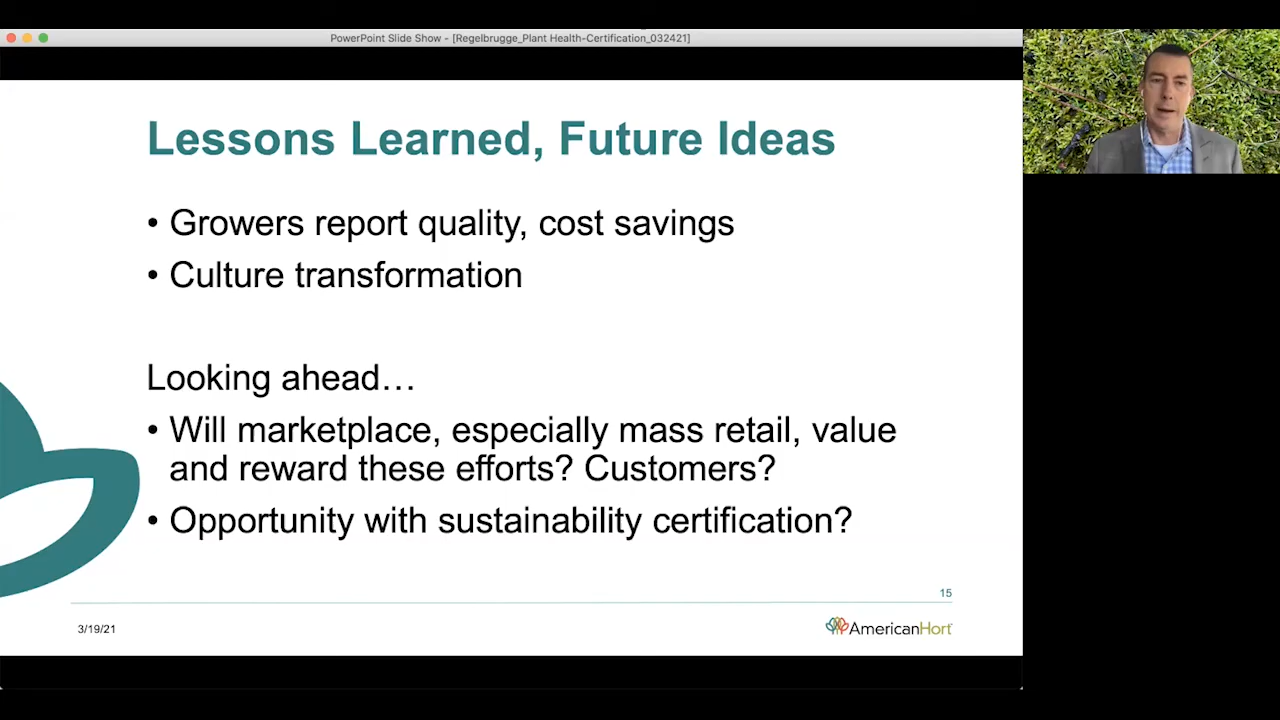 PowerPoint Slide Show - [Regelbrugge_Plant Health-Certification_032421]
Lessons Learned, Future Ideas
• Growers report quality, cost savings
• Culture transformation
Looking ahead…
• Will marketplace, especially mass retail, value
and reward these efforts? Customers?
• Opportunity with sustainability certification?
15
3/19/21
AmericanHort